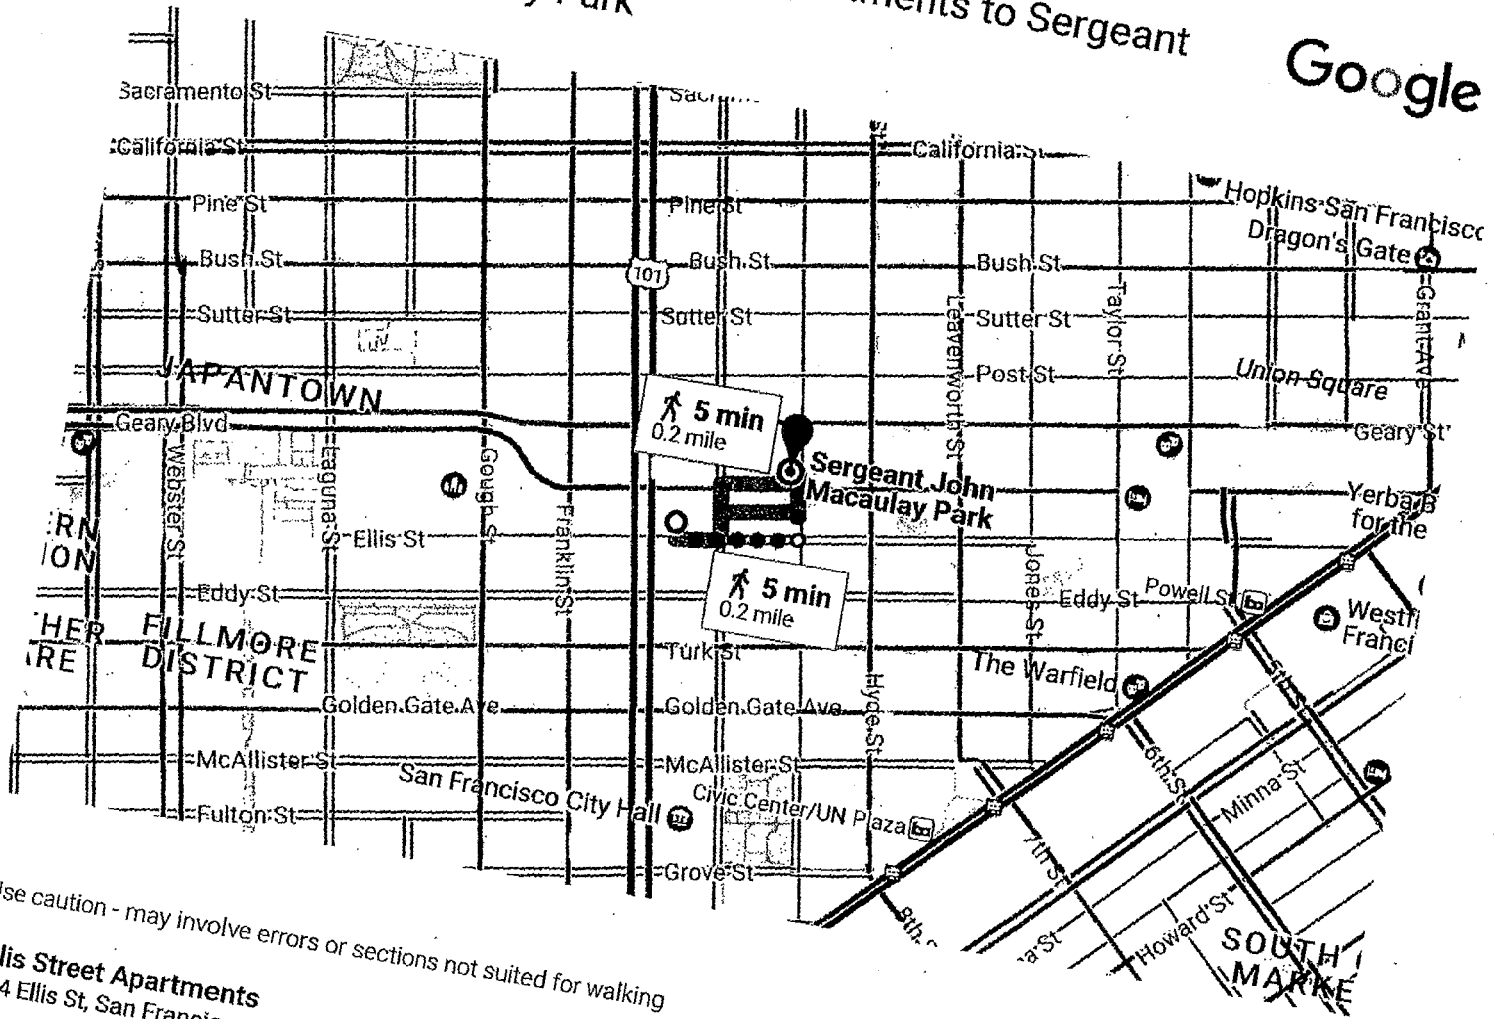 Park
to Sergeant
Google
Sacramento St
California St
California St
Pine St
Pine St
Hopkins San Francisco
Dragon's Gate
Bush St
Bush St
Bush St
101
Sutter St
Sutter St
Sutter St
Leavenworth St
Taylor St
Grant Ave
JAPANTOWN
Post St
Union Square
Geary Blvd
Geary St
5 min
0.2 mile
Sergeant John
Macaulay Park
Webster St
Laguna St
Gough St
Franklin St
Ellis St
Yerba B
for the
5 min
0.2 mile
Eddy St
Jones St
Eddy St
Powell St
Westfi
Franci
FILLMORE
DISTRICT
Turk St
The Warfield
5th St
Golden Gate Ave
Golden Gate Ave
Hyde St
McAllister St
McAllister St
6th St
Minna St
San Francisco City Hall
Civic Center/UN Plaza
Fulton St
Grove St
7th St
8th S
Howard St
a St
SOUTH
MARKE
Use caution - may involve errors or sections not suited for walking
lis Street Apartments
4 Ellis St, San Francis